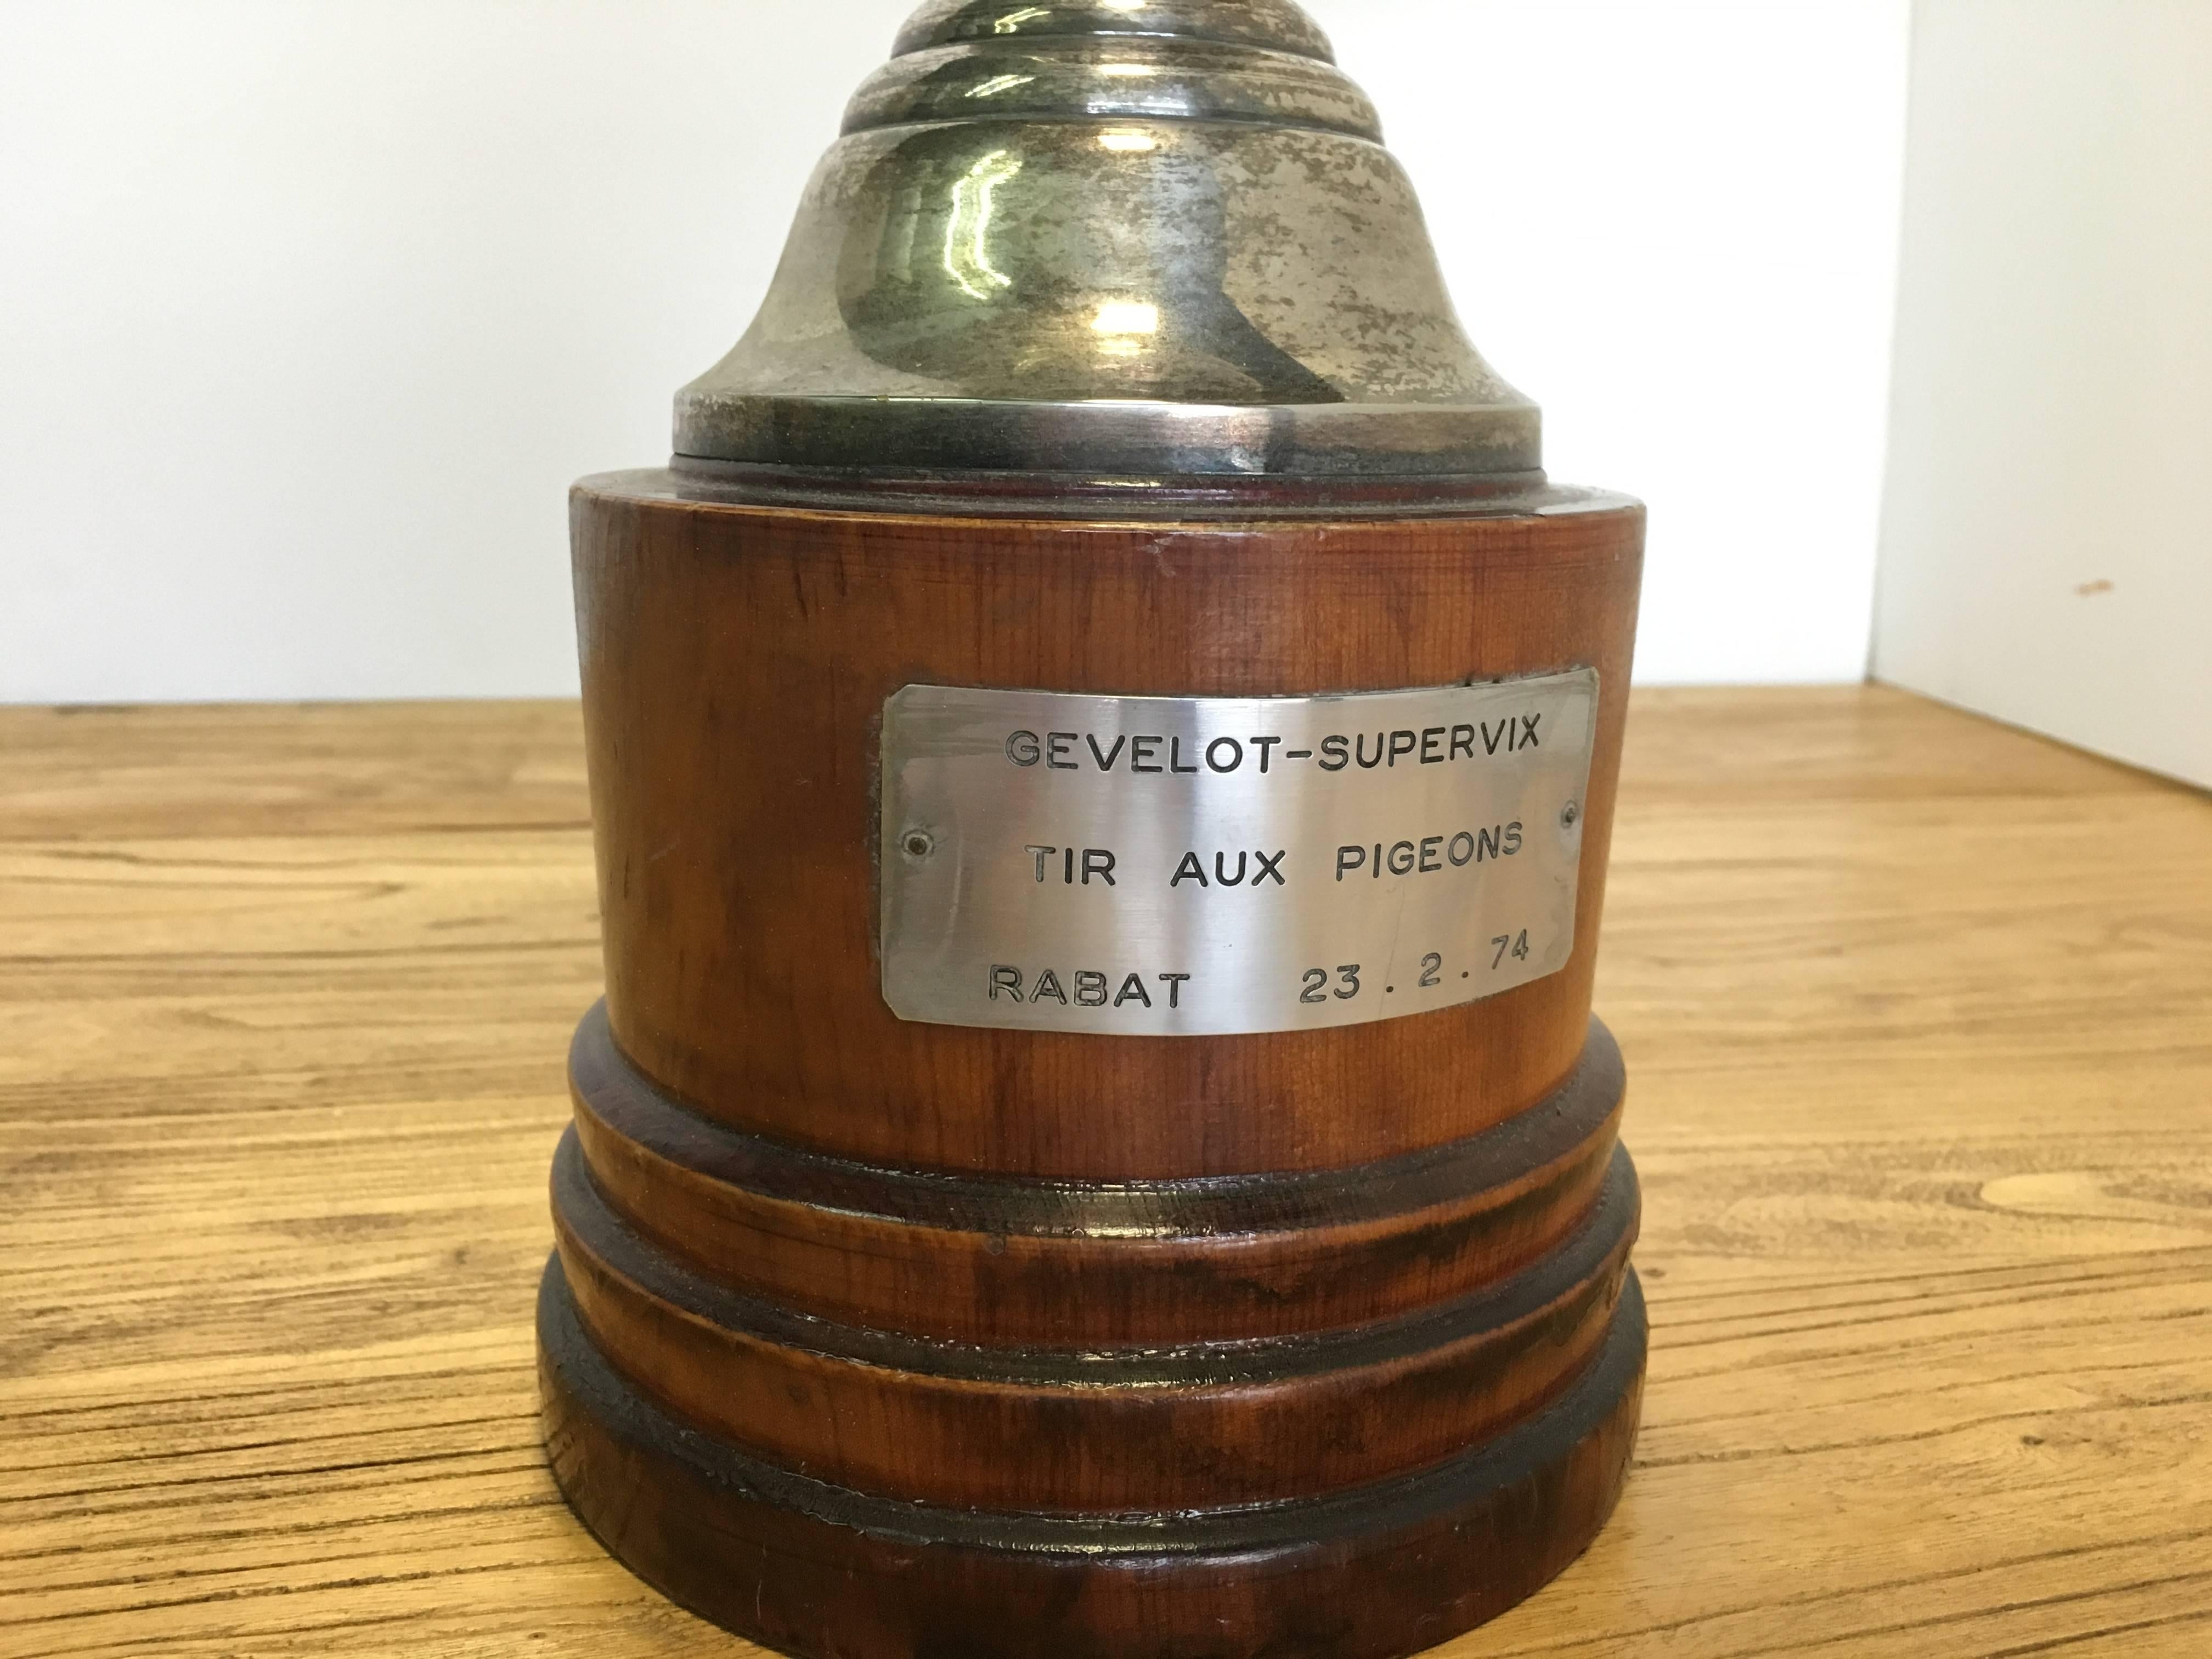 GEVELOT-SUPERVIX
TIR AUX PIGEONS
RABAT 23.2.74